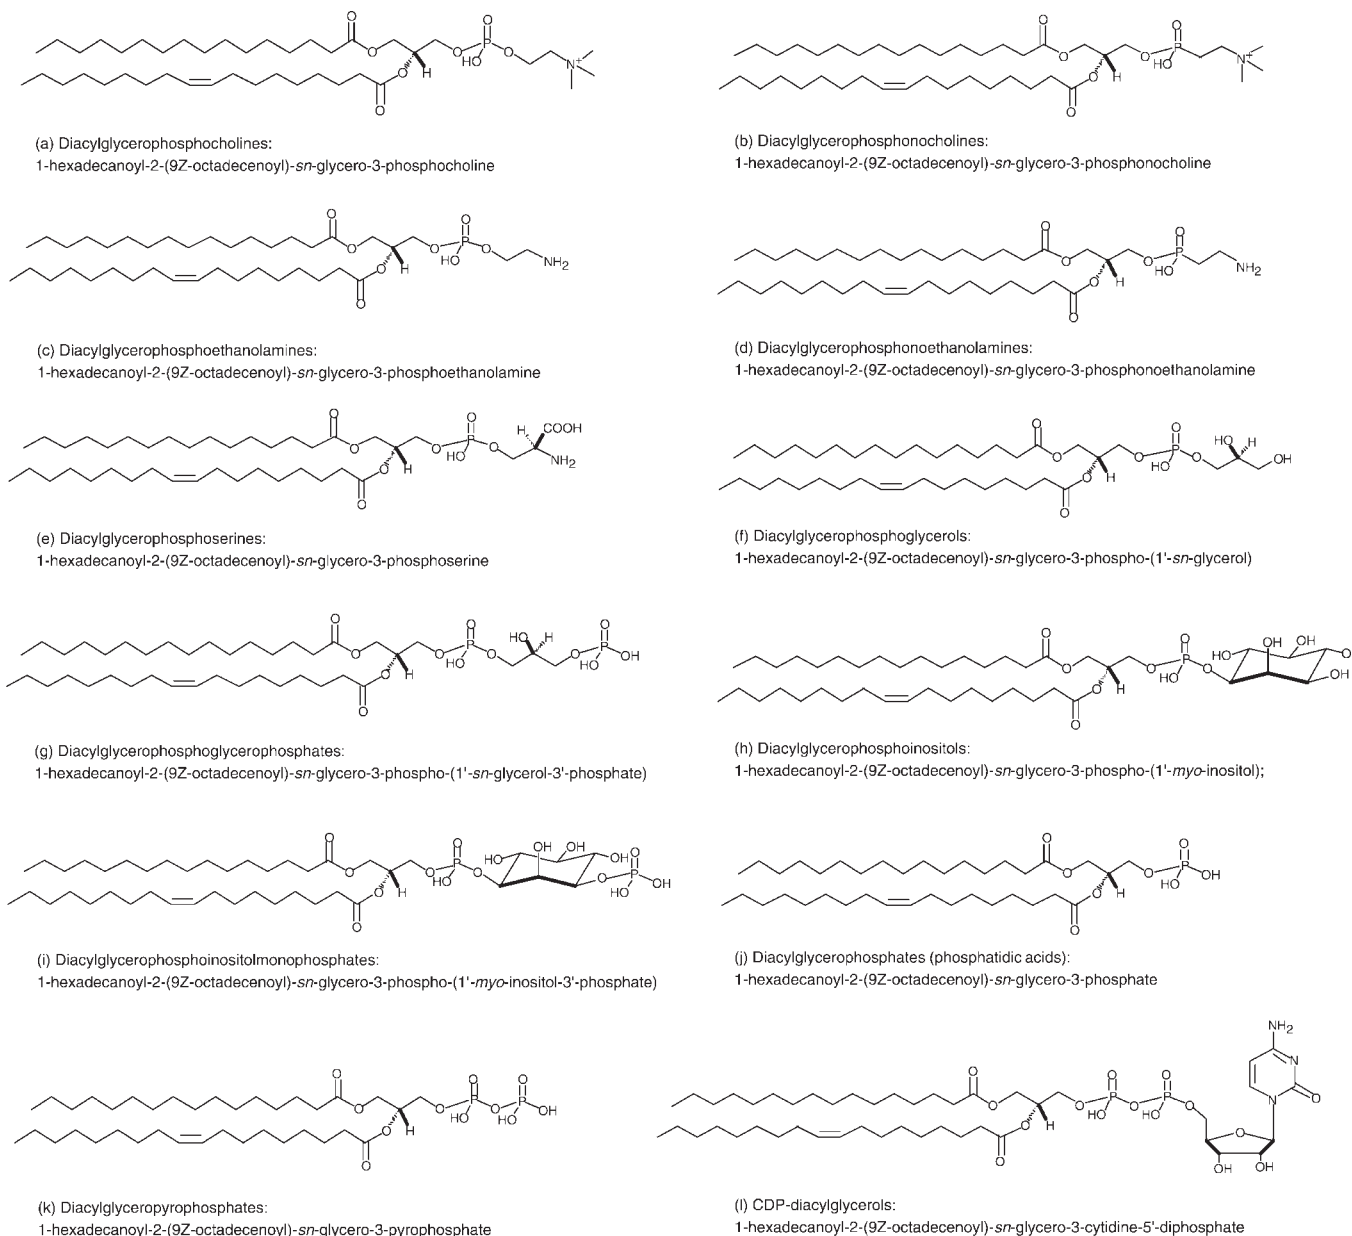 (a) Diacylglycerophosphocholines:
1-hexadecanoyl-2-(9Z-octadecenoyl)-sn-glycero-3-phosphocholine
(b) Diacylglycerophosphonocholines:
1-hexadecanoyl-2-(9Z-octadecenoyl)-sn-glycero-3-phosphonocholine
(c) Diacylglycerophosphoethanolamines:
1-hexadecanoyl-2-(9Z-octadecenoyl)-sn-glycero-3-phosphoethanolamine
(d) Diacylglycerophosphonoethanolamines:
1-hexadecanoyl-2-(9Z-octadecenoyl)-sn-glycero-3-phosphonoethanolamine
(e) Diacylglycerophosphoserines:
1-hexadecanoyl-2-(9Z-octadecenoyl)-sn-glycero-3-phosphoserine
(f) Diacylglycerophosphoglycerols:
1-hexadecanoyl-2-(9Z-octadecenoyl)-sn-glycero-3-phospho-(1'-sn-glycerol)
(g) Diacylglycerophosphoglycerophosphates:
1-hexadecanoyl-2-(9Z-octadecenoyl)-sn-glycero-3-phospho-(1'-sn-glycerol-3'-phosphate)
(h) Diacylglycerophosphoinositols:
1-hexadecanoyl-2-(9Z-octadecenoyl)-sn-glycero-3-phospho-(1'-myo-inositol);
(i) Diacylglycerophosphoinositolmonophosphates:
1-hexadecanoyl-2-(9Z-octadecenoyl)-sn-glycero-3-phospho-(1'-myo-inositol-3'-phosphate)
(j) Diacylglycerophosphates (phosphatidic acids):
1-hexadecanoyl-2-(9Z-octadecenoyl)-sn-glycero-3-phosphate
(k) Diacylglyceropyrophosphates:
1-hexadecanoyl-2-(9Z-octadecenoyl)-sn-glycero-3-pyrophosphate
(l) CDP-diacylglycerols:
1-hexadecanoyl-2-(9Z-octadecenoyl)-sn-glycero-3-cytidine-5'-diphosphate